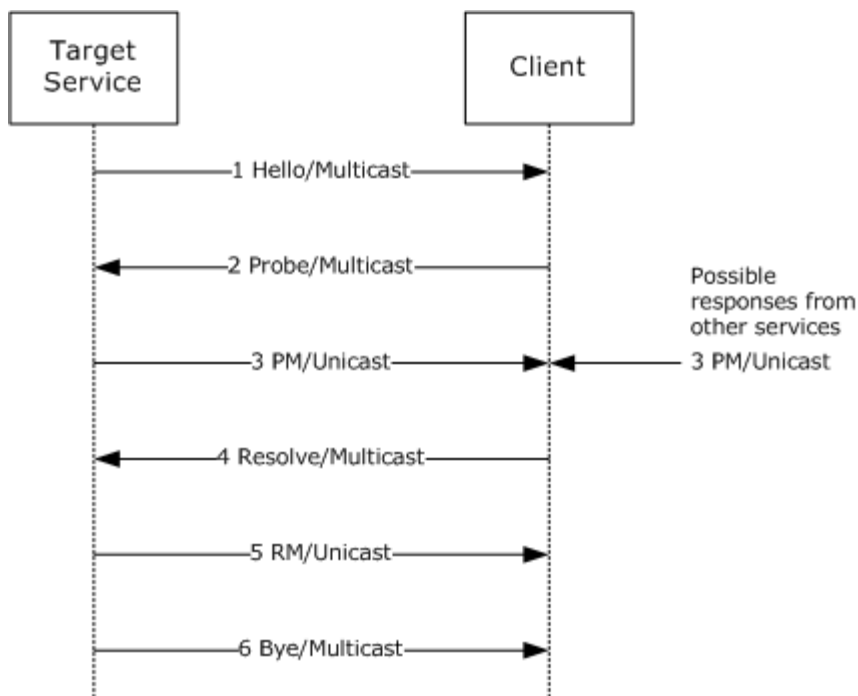 Target
Service
Client
1 Hello/Multicast
2 Probe/Multicast
Possible
responses from
other services
3 PM/Unicast
3 PM/Unicast
4 Resolve/Multicast
5 RM/Unicast
6 Bye/Multicast